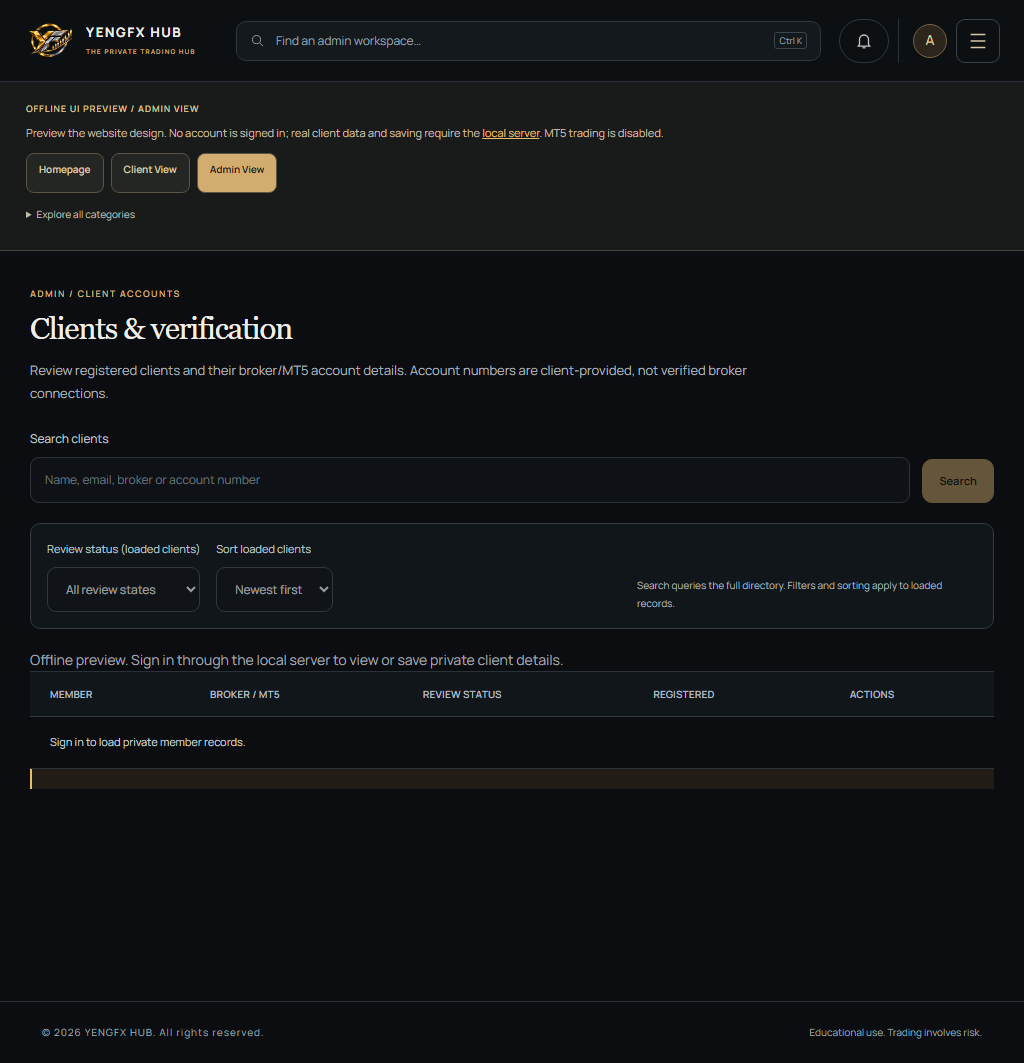 YENGFX HUB
THE PRIVATE TRADING HUB
Find an admin workspace...
Ctrl K
A
OFFLINE UI PREVIEW / ADMIN VIEW
Preview the website design. No account is signed in; real client data and saving require the local server. MT5 trading is disabled.
Homepage
Client View
Admin View
Explore all categories
ADMIN / CLIENT ACCOUNTS
Clients & verification
Review registered clients and their broker/MT5 account details. Account numbers are client-provided, not verified broker
connections.
Search clients
Name, email, broker or account number
Search
Review status (loaded clients)
Sort loaded clients
All review states
Newest first
Search queries the full directory. Filters and sorting apply to loaded
records.
Offline preview. Sign in through the local server to view or save private client details.
MEMBER BROKER / MT5 REVIEW STATUS REGISTERED ACTIONS
Sign in to load private member records.
© 2026 YENGFX HUB. All rights reserved.
Educational use. Trading involves risk.